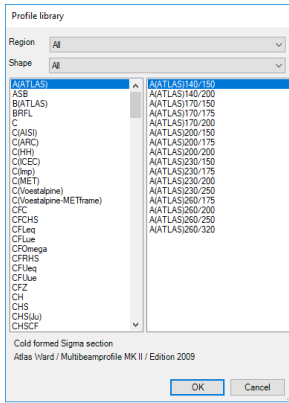 Profile library
Region
All
Shape
All
A(ATLAS)
ASB
B(ATLAS)
BRFL
C
C(AISI)
C(ARC)
C(HH)
C(ICEC)
C(Imp)
C(MET)
C(Voestalpine)
C(Voestalpine-METframe)
CFC
CFCHS
CFLeq
CFLue
CFOmega
CFRHS
CFUeq
CFUue
CFZ
CH
CHS
CHS(Ju)
CHSCF
A(ATLAS)140/150
A(ATLAS)140/200
A(ATLAS)170/150
A(ATLAS)170/175
A(ATLAS)170/200
A(ATLAS)200/150
A(ATLAS)200/175
A(ATLAS)200/200
A(ATLAS)230/150
A(ATLAS)230/175
A(ATLAS)230/200
A(ATLAS)230/250
A(ATLAS)260/175
A(ATLAS)260/200
A(ATLAS)260/250
A(ATLAS)260/320
Cold formed Sigma section
Atlas Ward / Multibeamprofile MK II / Edition 2009
OK
Cancel